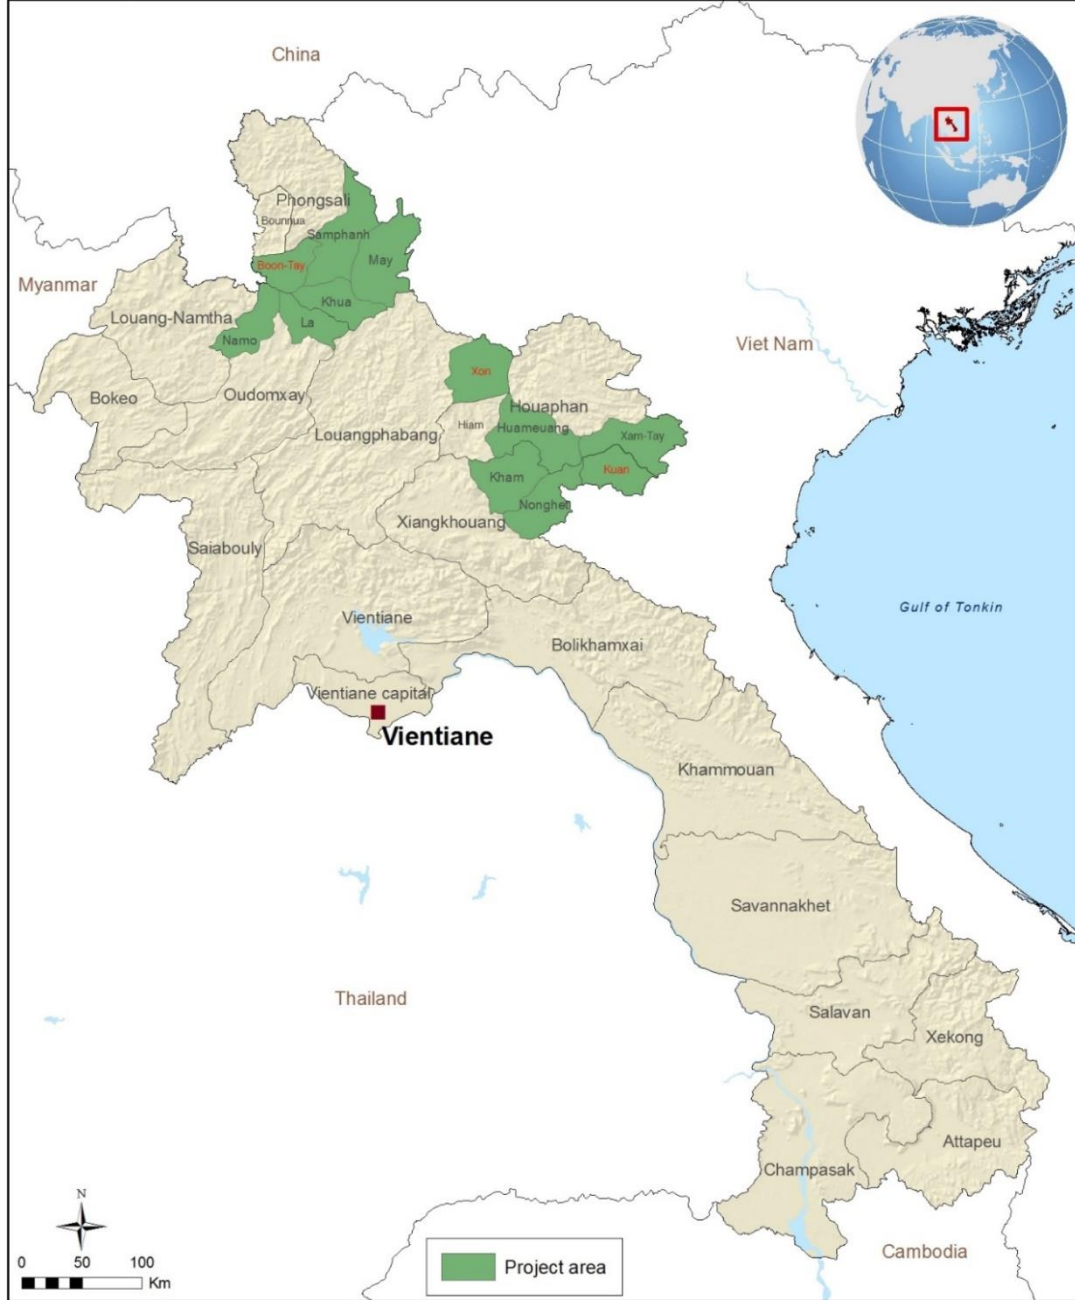 China
Phongsali
Bounnua
Samphanh
Boon-Tay
May
Myanmar
Khua
Louang-Namtha
La
Namo
Viet Nam
Xon
Bokeo
Oudomxay
Houaphan
Hiam
Huameuang
Louangphabang
Xam-Tay
Kham
Kuan
Nonghet
Xiangkhouang
Saiabouly
Gulf of Tonkin
Vientiane
Bolikhamxai
Vientiane capital
Vientiane
Khammouan
Savannakhet
Thailand
Salavan
Xekong
Attapeu
Champasak
N
Cambodia
0 50 100
Km
Project area